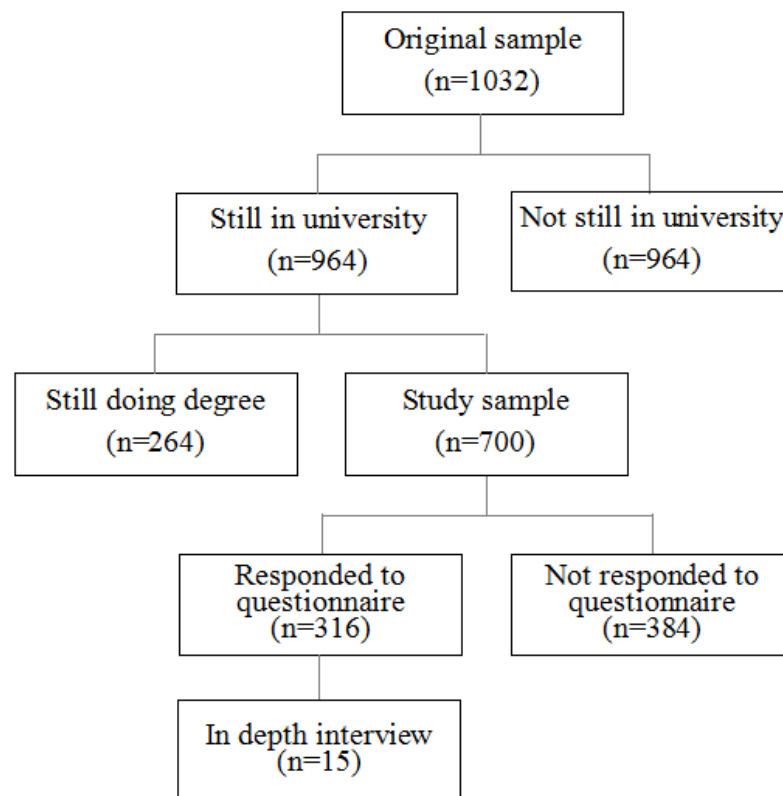 Original sample
(n=1032)
Still in university
(n=964)
Not still in university
(n=964)
Still doing degree
(n=264)
Study sample
(n=700)
Responded to
questionnaire
(n=316)
Not responded to
questionnaire
(n=384)
In depth interview
(n=15)